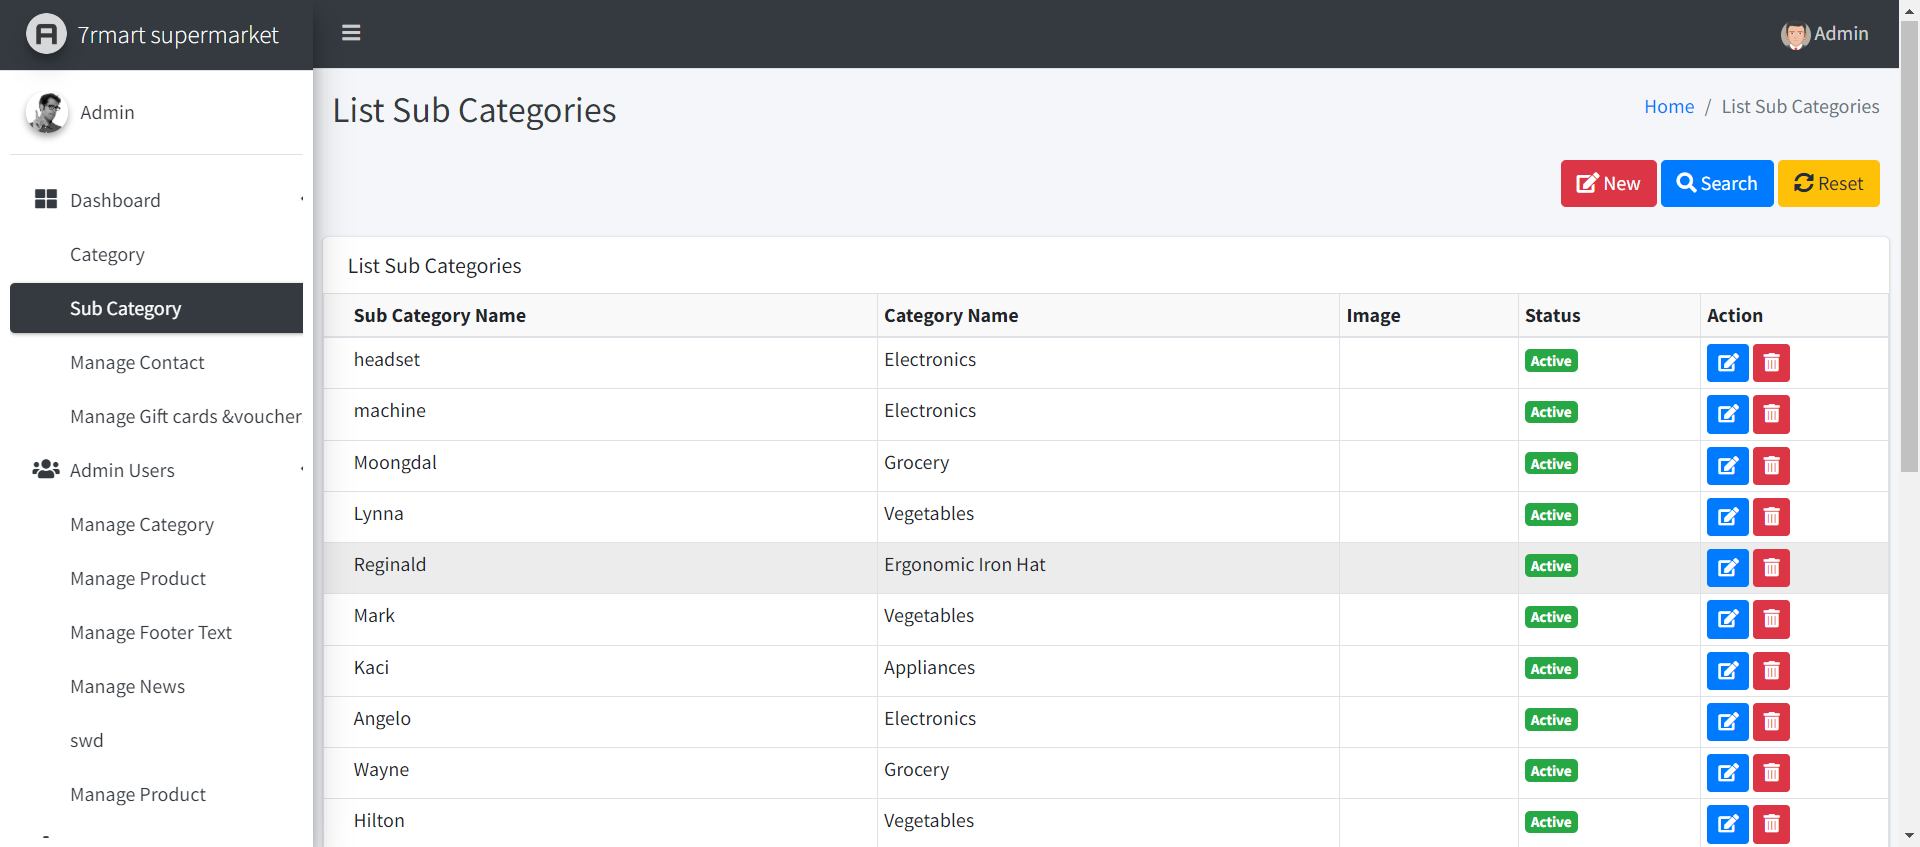 7rmart supermarket
Admin
Admin
Dashboard
Category
Sub Category
Manage Contact
Manage Gift cards &voucher
Admin Users
Manage Category
Manage Product
Manage Footer Text
Manage News
swd
Manage Product
List Sub Categories
Home / List Sub Categories
New Search Reset
List Sub Categories
Sub Category Name Category Name Image Status Action
headset Electronics Active
machine Electronics Active
Moongdal Grocery Active
Lynna Vegetables Active
Reginald Ergonomic Iron Hat Active
Mark Vegetables Active
Kaci Appliances Active
Angelo Electronics Active
Wayne Grocery Active
Hilton Vegetables Active